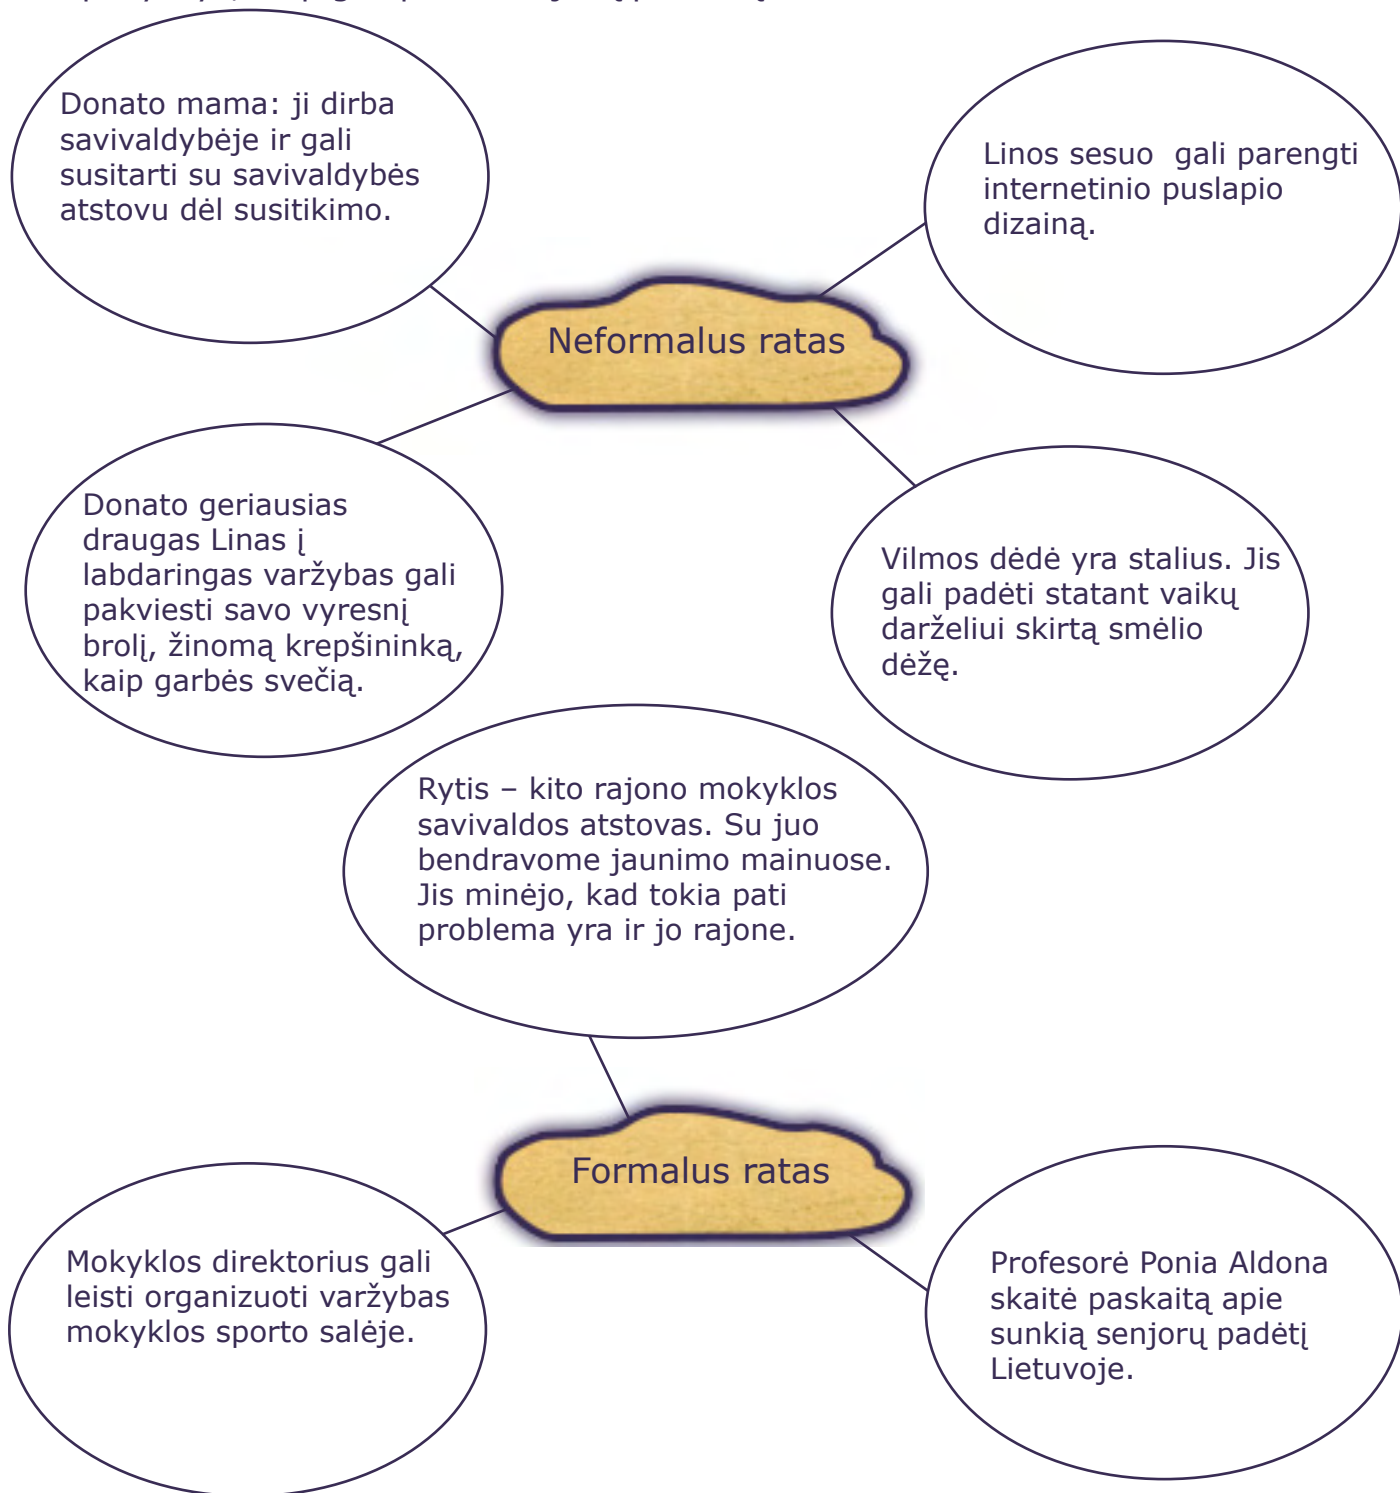 Donato mama: ji dirba
savivaldybėje ir gali
susitarti su savivaldybės
atstovu dėl susitikimo.
Linos sesuo  gali parengti
internetinio puslapio
dizainą.
Neformalus ratas
Donato geriausias
draugas Linas į
labdaringas varžybas gali
pakviesti savo vyresnį
brolį, žinomą krepšininką,
kaip garbės svečią.
Vilmos dėdė yra stalius. Jis
gali padėti statant vaikų
darželiui skirtą smėlio
dėžę.
Rytis – kito rajono mokyklos
savivaldos atstovas. Su juo
bendravome jaunimo mainuose.
Jis minėjo, kad tokia pati
problema yra ir jo rajone.
Formalus ratas
Mokyklos direktorius gali
leisti organizuoti varžybas
mokyklos sporto salėje.
Profesorė Ponia Aldona
skaitė paskaitą apie
sunkią senjorų padėtį
Lietuvoje.